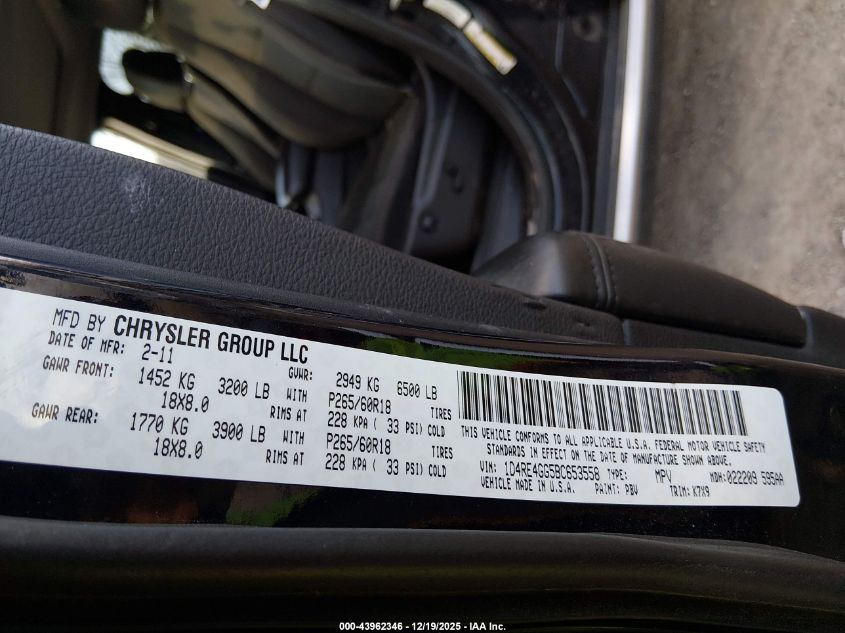 MFD BY CHRYSLER GROUP LLC
DATE OF MFR: 2-11 GVWR: 2949 KG 6500 LB
GAWR FRONT: 1452 KG 3200 LB WITH P265/60R18 TIRES
18X8.0 RIMS AT 228 KPA ( 33 PSI) COLD
GAWR REAR: 1770 KG 3900 LB WITH P265/60R18 TIRES
18X8.0 RIMS AT 228 KPA ( 33 PSI) COLD
THIS VEHICLE CONFORMS TO ALL APPLICABLE U.S.A. FEDERAL MOTOR VEHICLE SAFETY
STANDARDS IN EFFECT ON THE DATE OF MANUFACTURE SHOWN ABOVE.
VIN: 1D4RE4GG5BC653558 TYPE: MPV MDH:022209 595AA
VEHICLE MADE IN U.S.A. PAINT: PBV TRIM: K7X9
000-43962346 - 12/19/2025 - IAA Inc.